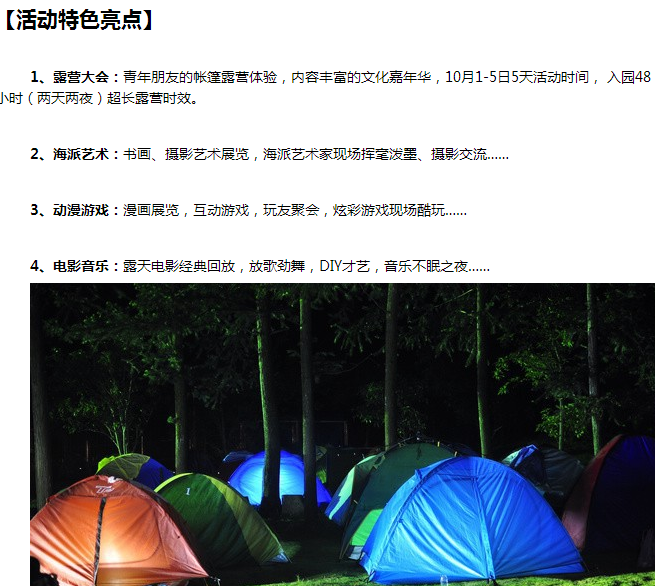 【活动特色亮点】
1、露营大会：青年朋友的帐篷露营体验，内容丰富的文化嘉年华，10月1-5日5天活动时间， 入园48
小时（两天两夜）超长露营时效。
2、海派艺术：书画、摄影艺术展览，海派艺术家现场挥毫泼墨、摄影交流......
3、动漫游戏：漫画展览，互动游戏，玩友聚会，炫彩游戏现场酷玩......
4、电影音乐：露天电影经典回放，放歌劲舞，DIY才艺，音乐不眠之夜......